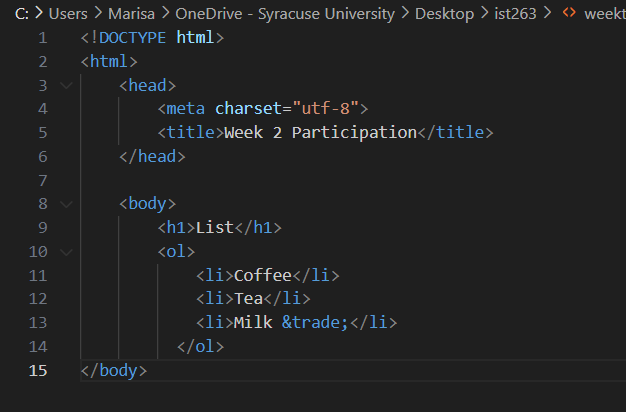 C: > Users > Marisa > OneDrive - Syracuse University > Desktop > ist263 > <> weekt
1 <!DOCTYPE html>
2 <html>
3 <head>
4 <meta charset="utf-8">
5 <title>Week 2 Participation</title>
6 </head>
7
8 <body>
9 <h1>List</h1>
10 <ol>
11 <li>Coffee</li>
12 <li>Tea</li>
13 <li>Milk &trade;</li>
14 </ol>
15 </body>